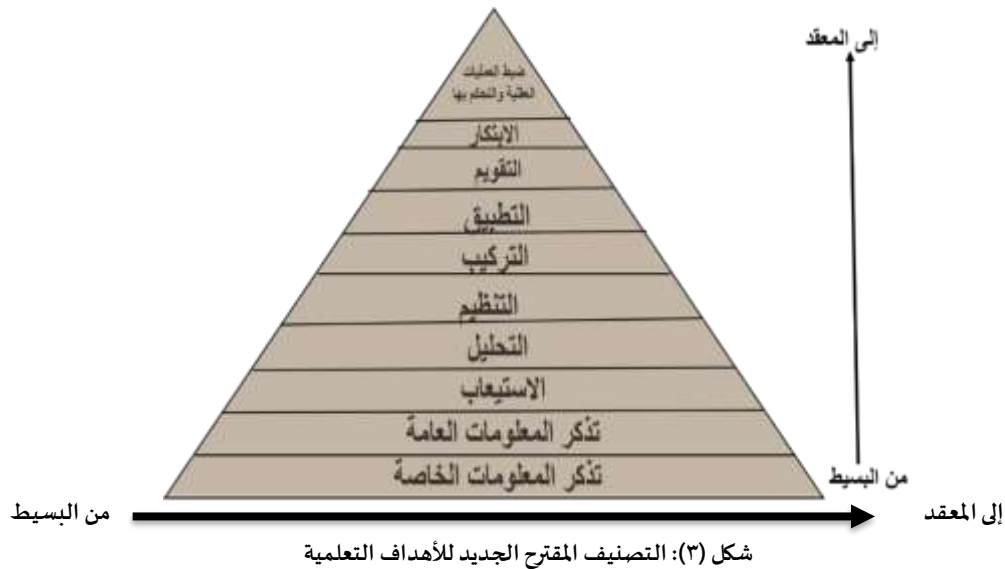 إلى المعقد
ضبط العمليات
العقلية والتحكم بها
الابتكار
التقويم
التطبيق
التركيب
التنظيم
التحليل
الاستيعاب
تذكر المعلومات العامة
تذكر المعلومات الخاصة
من البسيط
إلى المعقد
من البسيط
شكل (٣): التصنيف المقترح الجديد للأهداف التعلمية